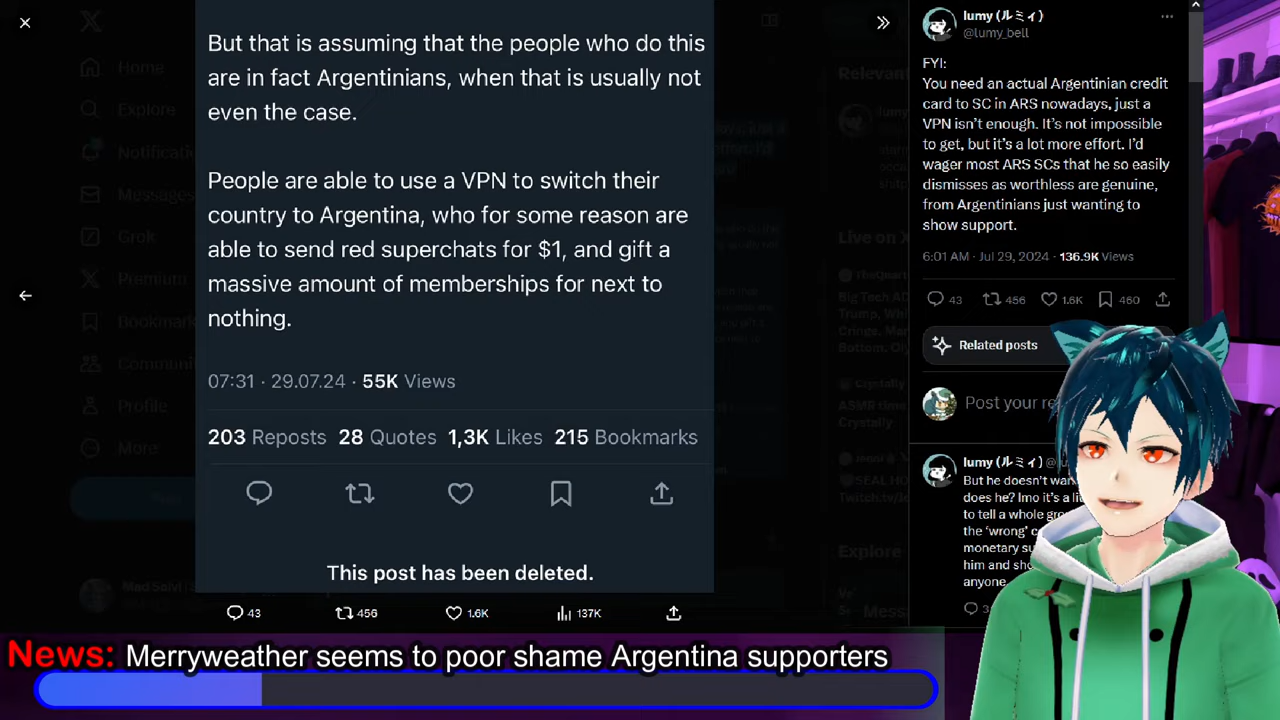 But that is assuming that the people who do this
are in fact Argentinians, when that is usually not
even the case.
People are able to use a VPN to switch their
country to Argentina, who for some reason are
able to send red superchats for $1, and gift a
massive amount of memberships for next to
nothing.
07:31 · 29.07.24 · 55K Views
203 Reposts 28 Quotes 1,3K Likes 215 Bookmarks
This post has been deleted.
43 456 1.6K 137K
Home
Explore
Notificati
Messages
Grok
Premium
Bookmark
Communi
Profile
More
Mad Saivi
Relevan
Live on X
Explore
lumy (ルミィ)
@lumy_bell
FYI:
You need an actual Argentinian credit
card to SC in ARS nowadays, just a
VPN isn't enough. It's not impossible
to get, but it's a lot more effort. I'd
wager most ARS SCs that he so easily
dismisses as worthless are genuine,
from Argentinians just wanting to
show support.
6:01 AM · Jul 29, 2024 · 136.9K Views
43 456 1.6K 460
Related posts
Post your re
lumy (ルミィ)
But he doesn't wan
does he? Imo it's a li
to tell a whole gro
the 'wrong' c
monetary su
him and sho
anyone.
News: Merryweather seems to poor shame Argentina supporters